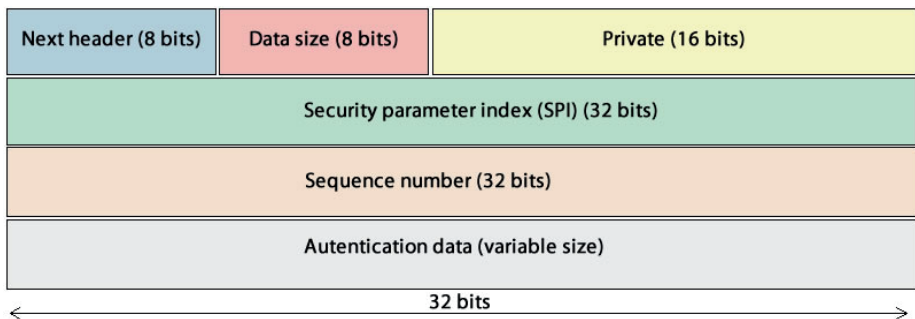 Next header (8 bits)
Data size (8 bits)
Private (16 bits)
Security parameter index (SPI) (32 bits)
Sequence number (32 bits)
Autentication data (variable size)
32 bits